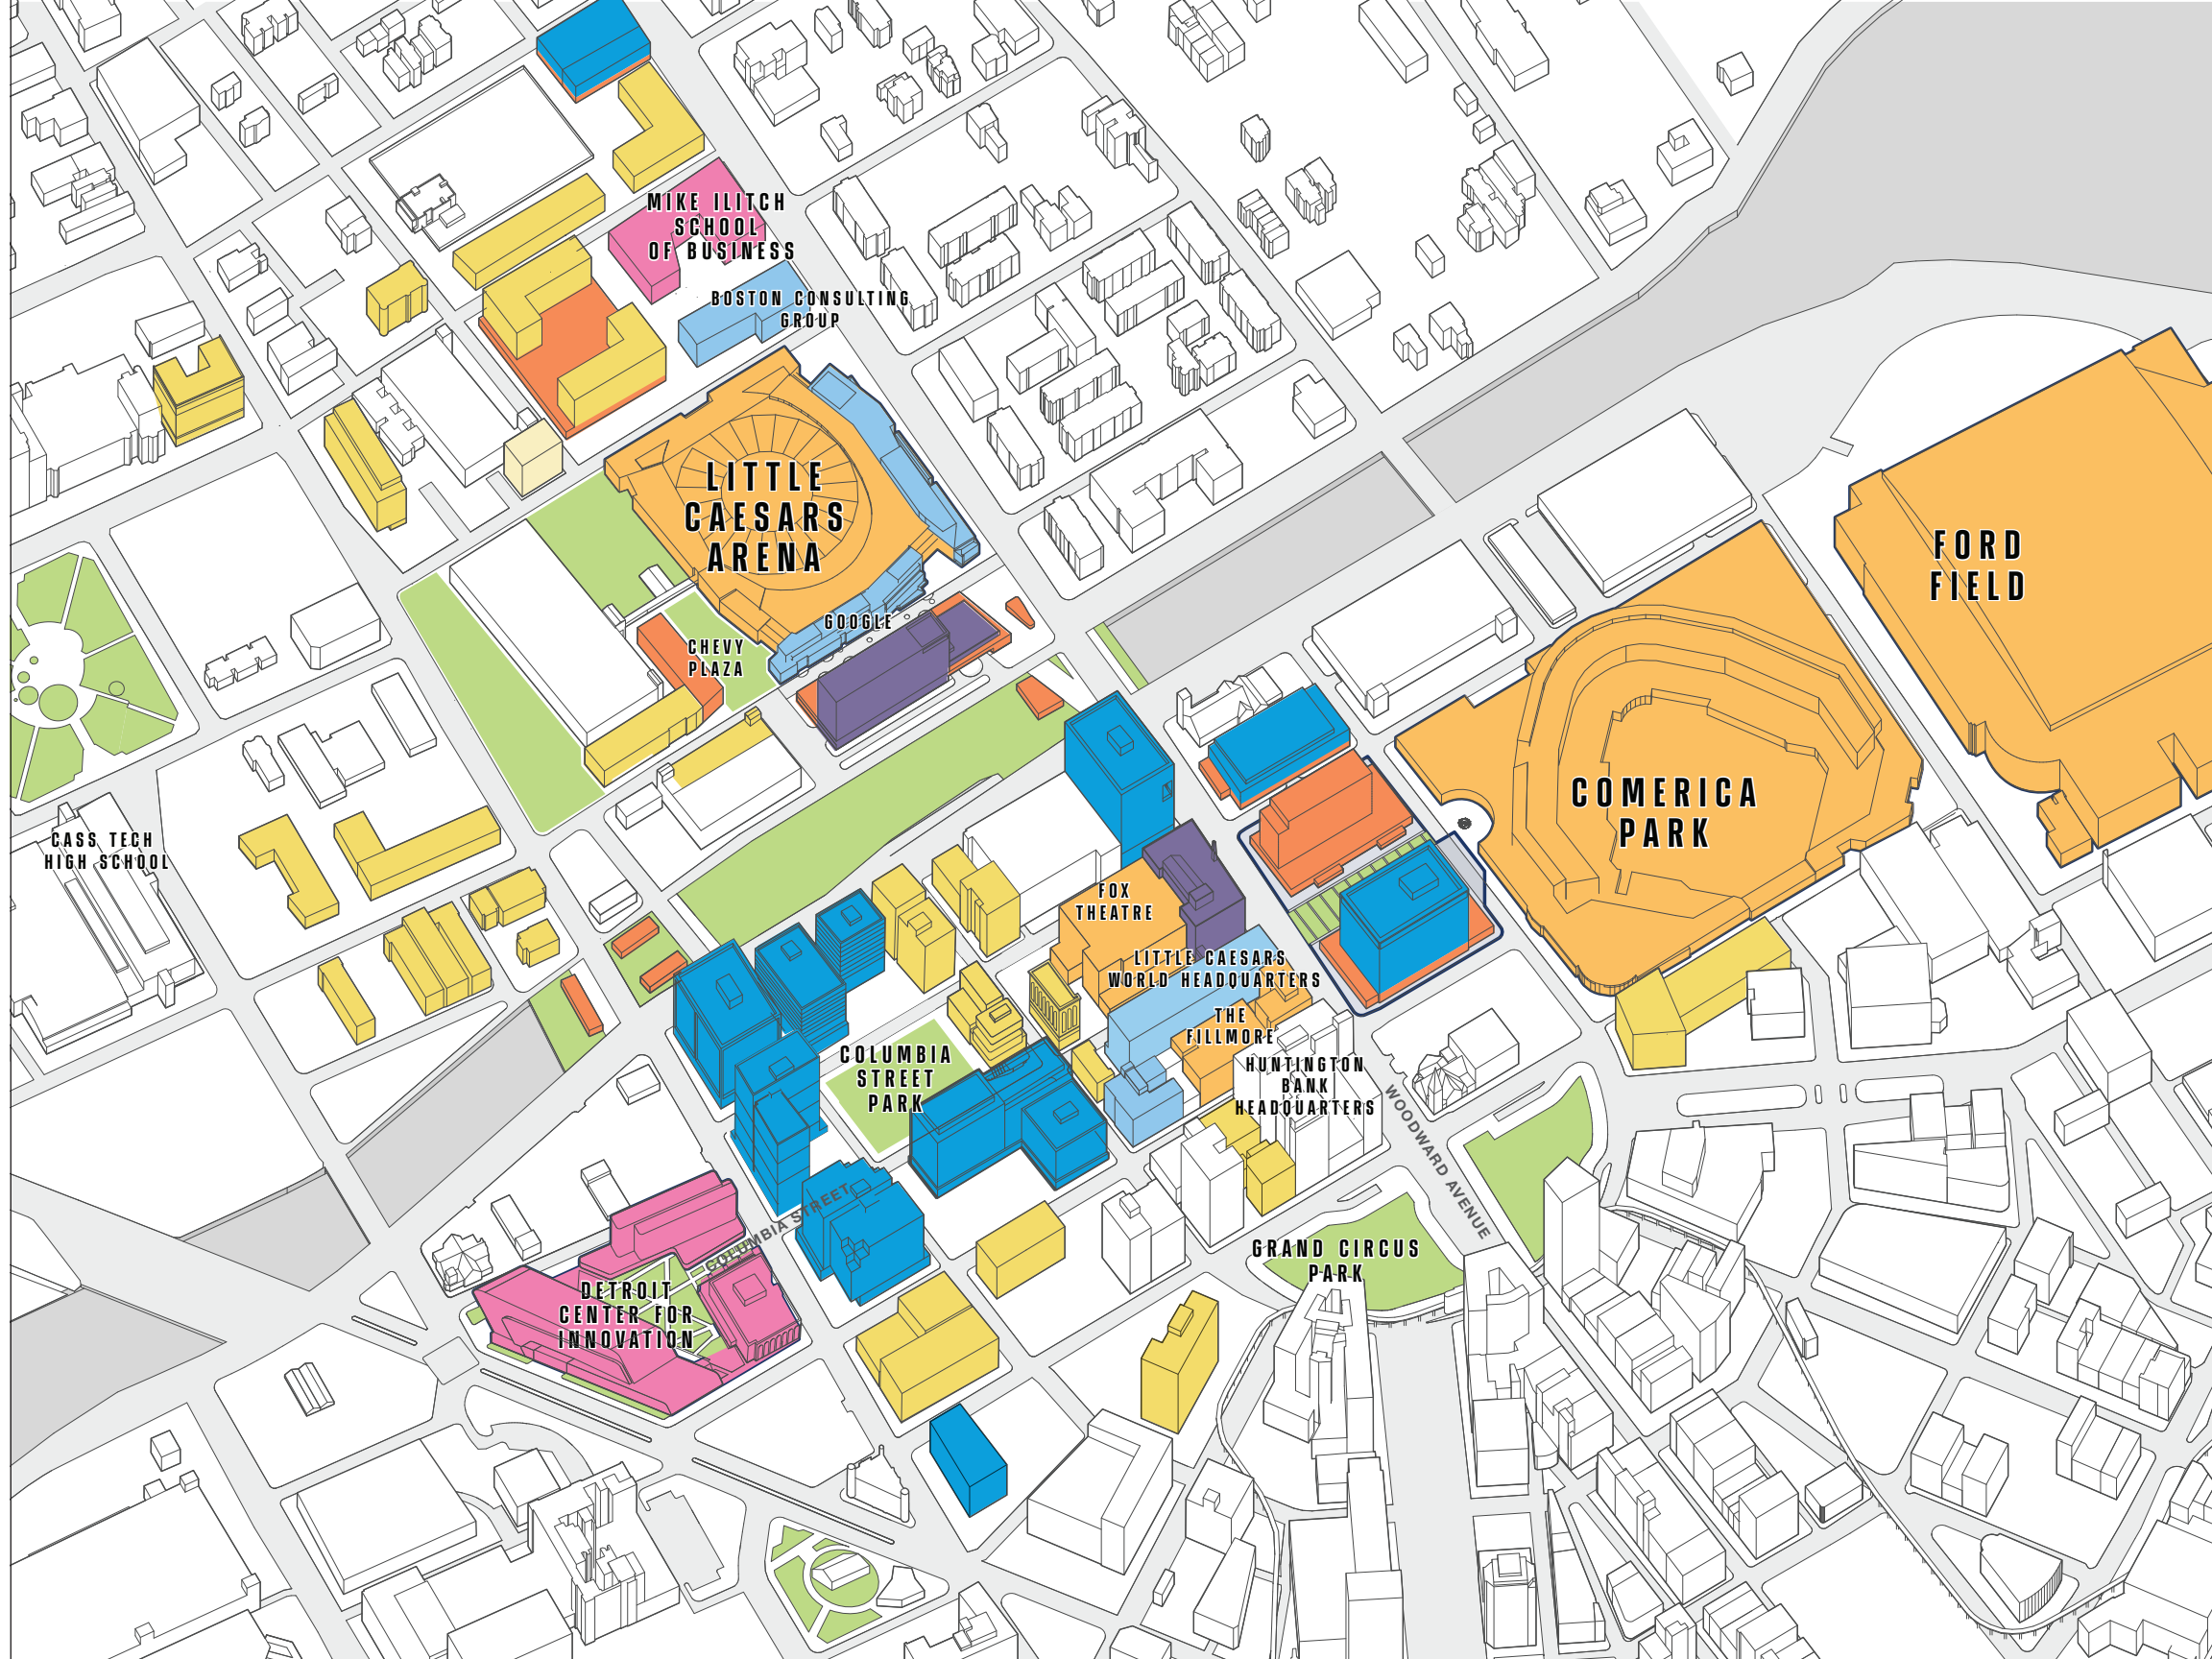 MIKE ILITCH
SCHOOL
OF BUSINESS
BOSTON CONSULTING
GROUP
LITTLE
CAESARS
ARENA
FORD
FIELD
GOOGLE
CHEVY
PLAZA
COMERICA
PARK
CASS TECH
HIGH SCHOOL
FOX
THEATRE
LITTLE CAESARS
WORLD HEADQUARTERS
THE
FILLMORE
COLUMBIA
STREET
PARK
HUNTINGTON
BANK
HEADQUARTERS
WOODWARD AVENUE
COLUMBIA STREET
GRAND CIRCUS
PARK
DETROIT
CENTER FOR
INNOVATION